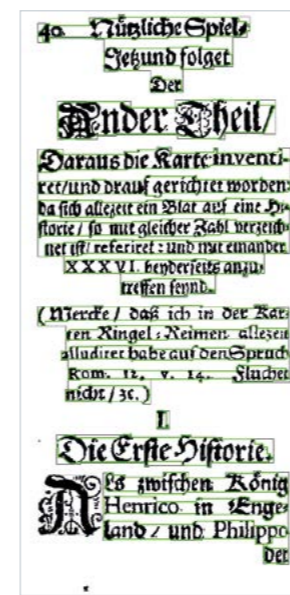 40. Nützliche Spiel-
Jetzund folget
Der
Ander Theil/
Daraus die Karte inventi-
ret/und drauf gerichtet worden:
da sich allezeit ein Blat auf eine Hi-
storie/ so mit gleicher Zahl verzeich-
net ist/ referiret: und mit einander
XXXVI. beyderseits anzu-
treffen seynd.
(Mercke/ daß ich in der Kar-
ten Ringel-Reimen allezeit
alludiret habe auf den Spruch
Rom. 12. v. 14. Fluchet
nicht/ ꝛc.)
I.
Die Erste Historie.
Als zwischen König
Henrico in Enge-
land/ und Philippo
Der